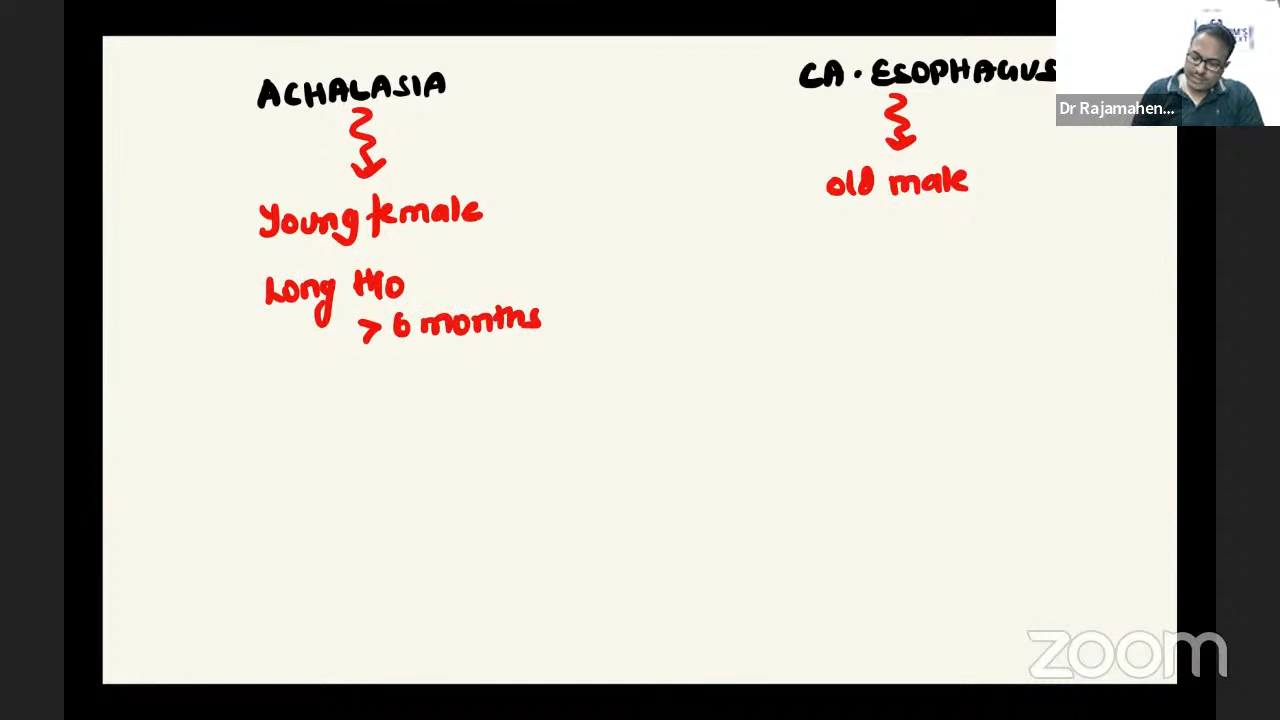 ACHALASIA
CA. ESOPHAGUS
Young female
old male
Long H/O
> 6 months
Dr Rajamahen...
zoom